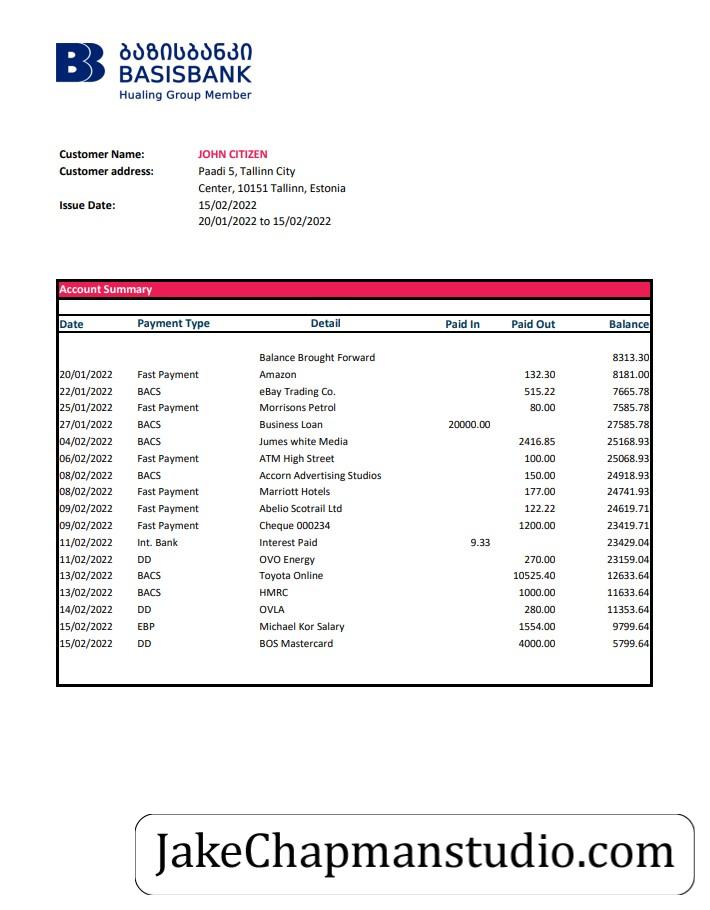 ბაზისბანკი
BASISBANK
Hualing Group Member
Customer Name: JOHN CITIZEN
Customer address: Paadi 5, Tallinn City
Center, 10151 Tallinn, Estonia
Issue Date: 15/02/2022
20/01/2022 to 15/02/2022
Account Summary
Date Payment Type Detail Paid In Paid Out Balance
Balance Brought Forward 8313.30
20/01/2022 Fast Payment Amazon 132.30 8181.00
22/01/2022 BACS eBay Trading Co. 515.22 7665.78
25/01/2022 Fast Payment Morrisons Petrol 80.00 7585.78
27/01/2022 BACS Business Loan 20000.00 27585.78
04/02/2022 BACS Jumes white Media 2416.85 25168.93
06/02/2022 Fast Payment ATM High Street 100.00 25068.93
08/02/2022 BACS Accorn Advertising Studios 150.00 24918.93
08/02/2022 Fast Payment Marriott Hotels 177.00 24741.93
09/02/2022 Fast Payment Abelio Scotrail Ltd 122.22 24619.71
09/02/2022 Fast Payment Cheque 000234 1200.00 23419.71
11/02/2022 Int. Bank Interest Paid 9.33 23429.04
11/02/2022 DD OVO Energy 270.00 23159.04
13/02/2022 BACS Toyota Online 10525.40 12633.64
13/02/2022 BACS HMRC 1000.00 11633.64
14/02/2022 DD OVLA 280.00 11353.64
15/02/2022 EBP Michael Kor Salary 1554.00 9799.64
15/02/2022 DD BOS Mastercard 4000.00 5799.64
JakeChapmanstudio.com